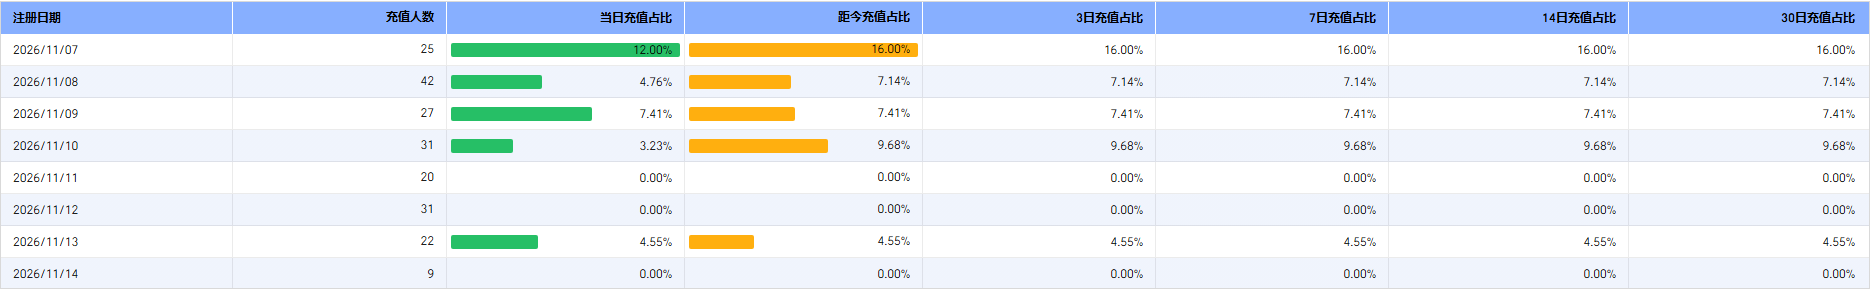 注册日期 充值人数 当日充值占比 距今充值占比 3日充值占比 7日充值占比 14日充值占比 30日充值占比
2026/11/07 25 12.00% 16.00% 16.00% 16.00% 16.00% 16.00%
2026/11/08 42 4.76% 7.14% 7.14% 7.14% 7.14% 7.14%
2026/11/09 27 7.41% 7.41% 7.41% 7.41% 7.41% 7.41%
2026/11/10 31 3.23% 9.68% 9.68% 9.68% 9.68% 9.68%
2026/11/11 20 0.00% 0.00% 0.00% 0.00% 0.00% 0.00%
2026/11/12 31 0.00% 0.00% 0.00% 0.00% 0.00% 0.00%
2026/11/13 22 4.55% 4.55% 4.55% 4.55% 4.55% 4.55%
2026/11/14 9 0.00% 0.00% 0.00% 0.00% 0.00% 0.00%